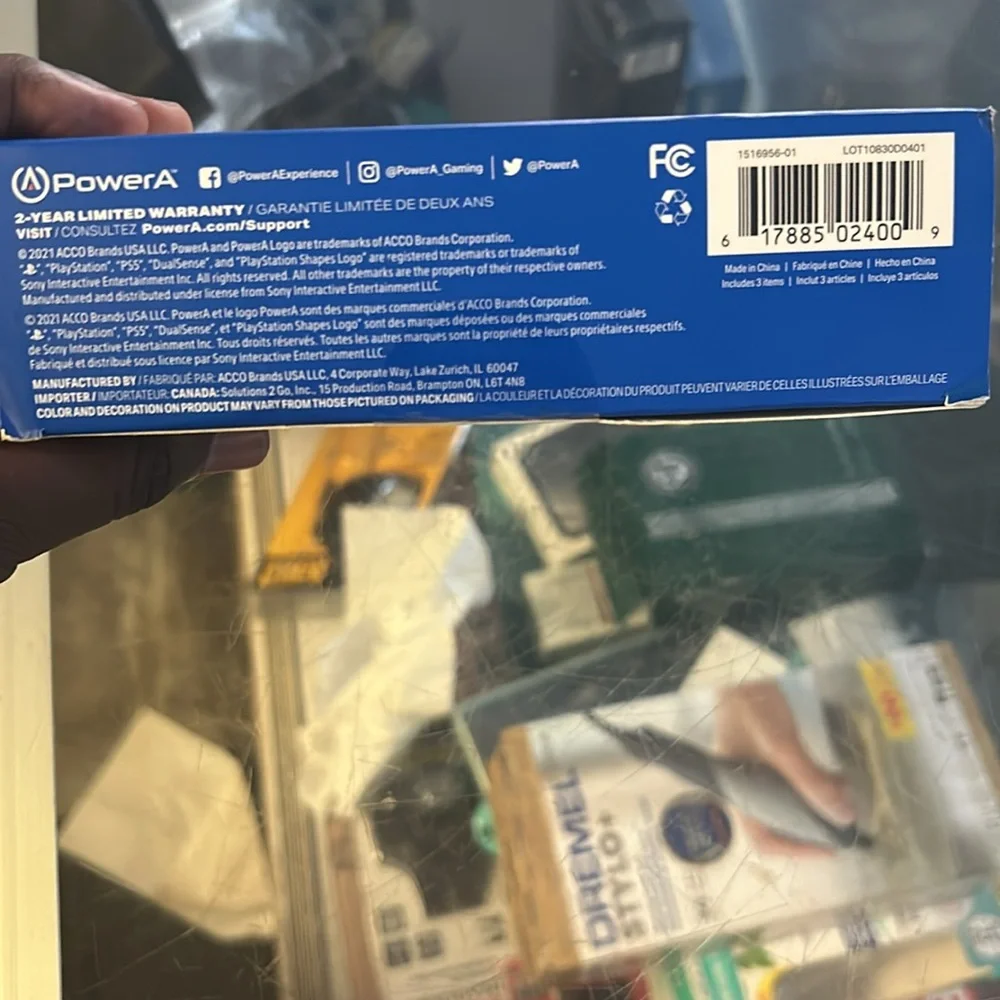 PowerA @PowerAExperience | @PowerA_Gaming | @PowerA
2-YEAR LIMITED WARRANTY / GARANTIE LIMITÉE DE DEUX ANS
VISIT / CONSULTEZ PowerA.com/Support
© 2021 ACCO Brands USA LLC. PowerA and PowerA Logo are trademarks of ACCO Brands Corporation.
"PlayStation", "PS5", "DualSense", and "PlayStation Shapes Logo" are registered trademarks or trademarks of
Sony Interactive Entertainment Inc. All rights reserved. All other trademarks are the property of their respective owners.
Manufactured and distributed under license from Sony Interactive Entertainment LLC.
© 2021 ACCO Brands USA LLC. PowerA et le logo PowerA sont des marques commerciales d'ACCO Brands Corporation.
"PlayStation", "PS5", "DualSense", et "PlayStation Shapes Logo" sont des marques déposées ou des marques commerciales
de Sony Interactive Entertainment Inc. Tous droits réservés. Toutes les autres marques sont la propriété de leurs propriétaires respectifs.
Fabriqué et distribué sous licence par Sony Interactive Entertainment LLC.
MANUFACTURED BY / FABRIQUÉ PAR: ACCO Brands USA LLC, 4 Corporate Way, Lake Zurich, IL 60047
IMPORTER / IMPORTATEUR: CANADA: Solutions 2 Go, Inc., 15 Production Road, Brampton ON, L6T 4N8
COLOR AND DECORATION ON PRODUCT MAY VARY FROM THOSE PICTURED ON PACKAGING / LA COULEUR ET LA DÉCORATION DU PRODUIT PEUVENT VARIER DE CELLES ILLUSTRÉES SUR L'EMBALLAGE
FC
1516956-01 LOT10830D0401
6 17885 02400 9
Made in China | Fabriqué en Chine | Hecho en China
Includes 3 items | Inclut 3 articles | Incluye 3 artículos
DREMEL
STYLO+